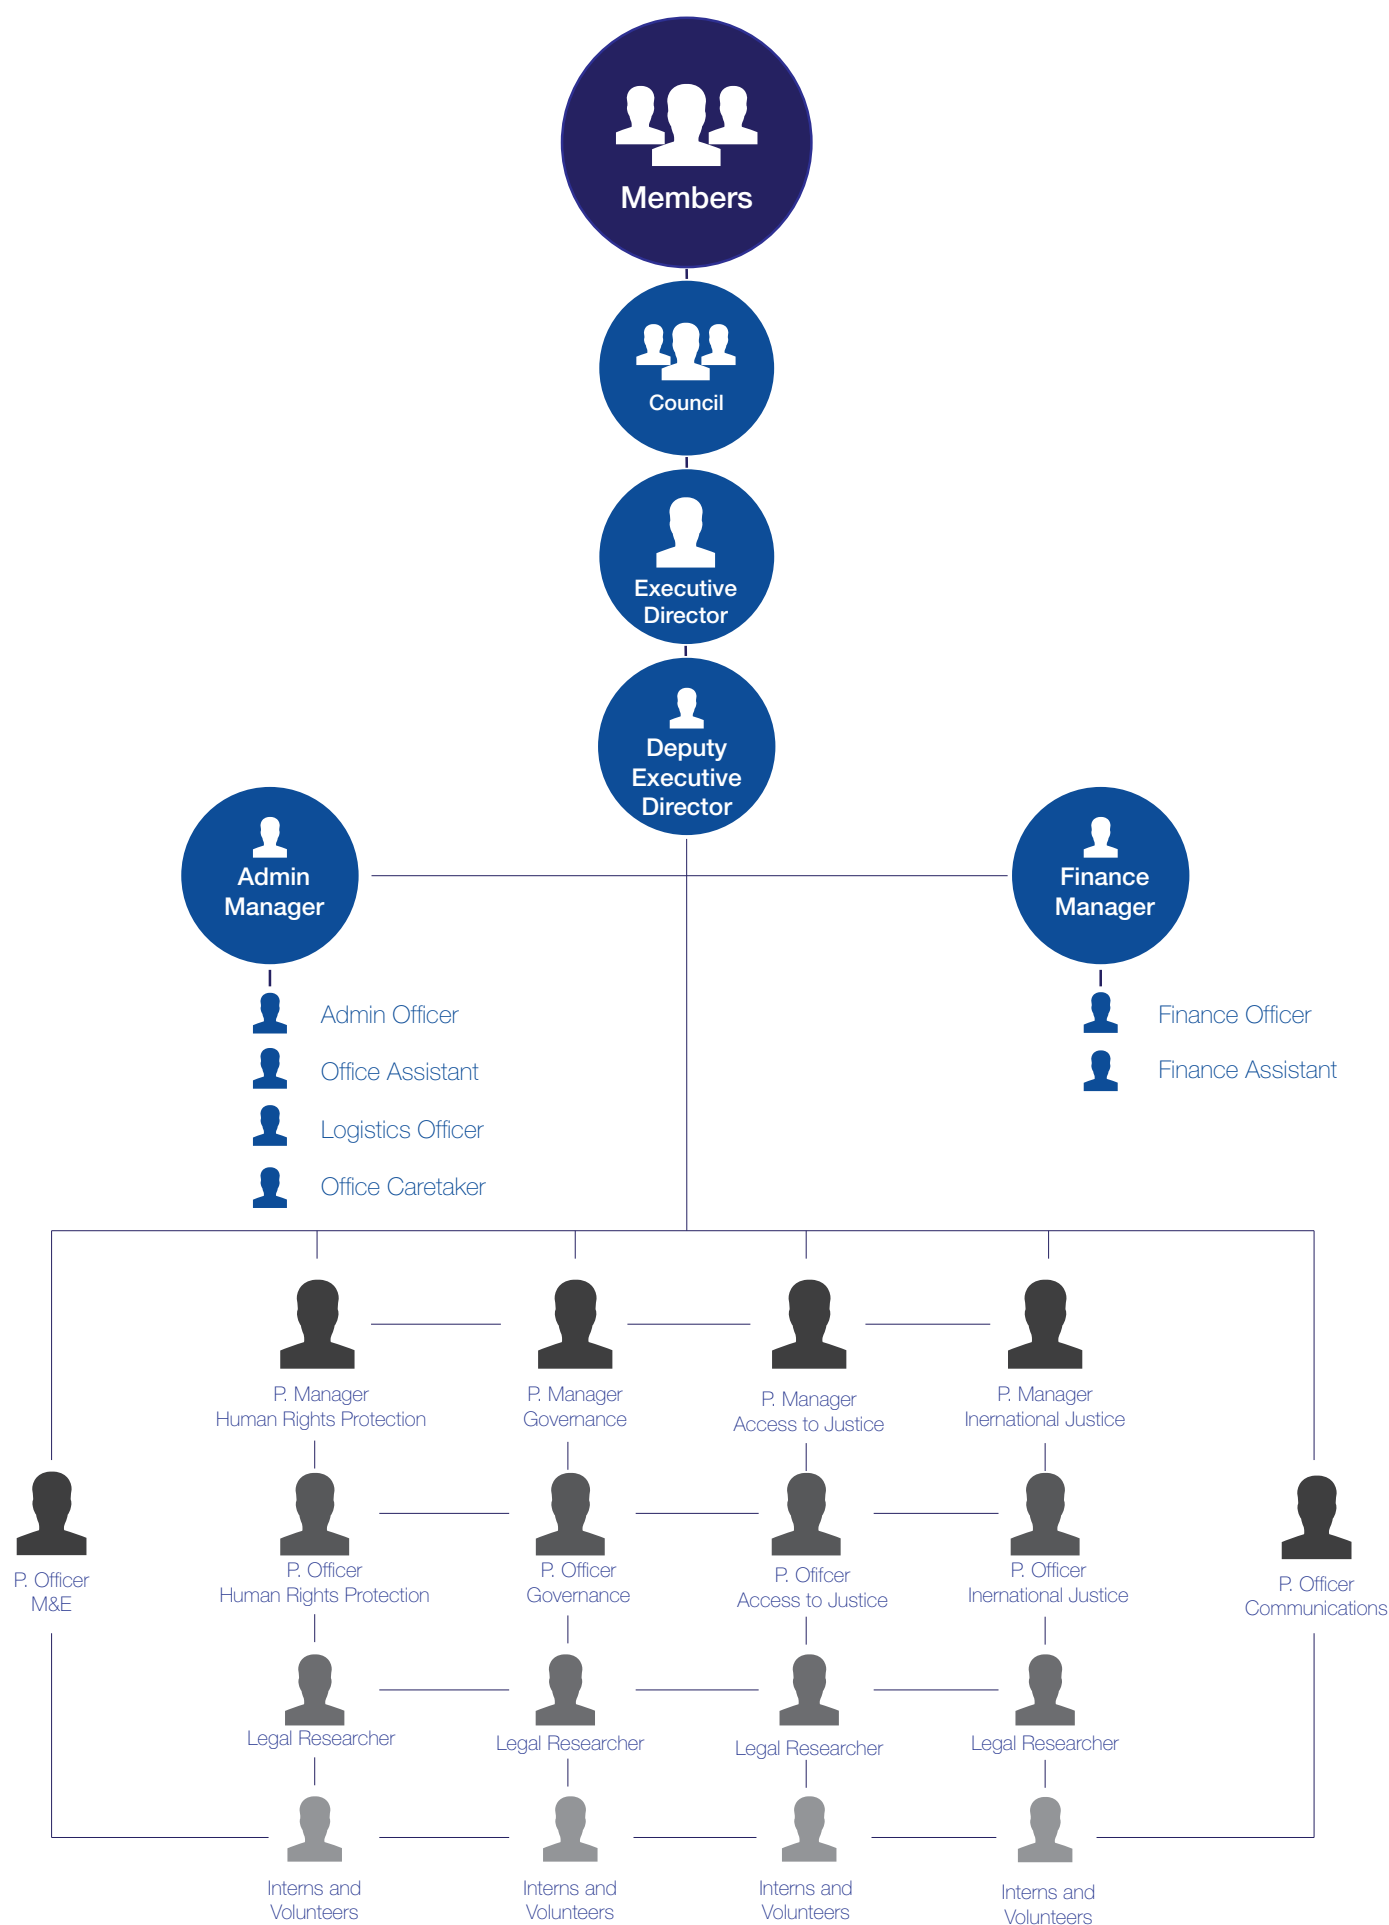 Members
Council
Executive
Director
Deputy
Executive
Director
Admin
Manager
Finance
Manager
Admin Officer
Office Assistant
Logistics Officer
Office Caretaker
Finance Officer
Finance Assistant
P. Manager
Human Rights Protection
P. Manager
Governance
P. Manager
Access to Justice
P. Manager
Inernational Justice
P. Officer
M&E
P. Officer
Human Rights Protection
P. Officer
Governance
P. Ofifcer
Access to Justice
P. Officer
Inernational Justice
P. Officer
Communications
Legal Researcher
Legal Researcher
Legal Researcher
Legal Researcher
Interns and
Volunteers
Interns and
Volunteers
Interns and
Volunteers
Interns and
Volunteers